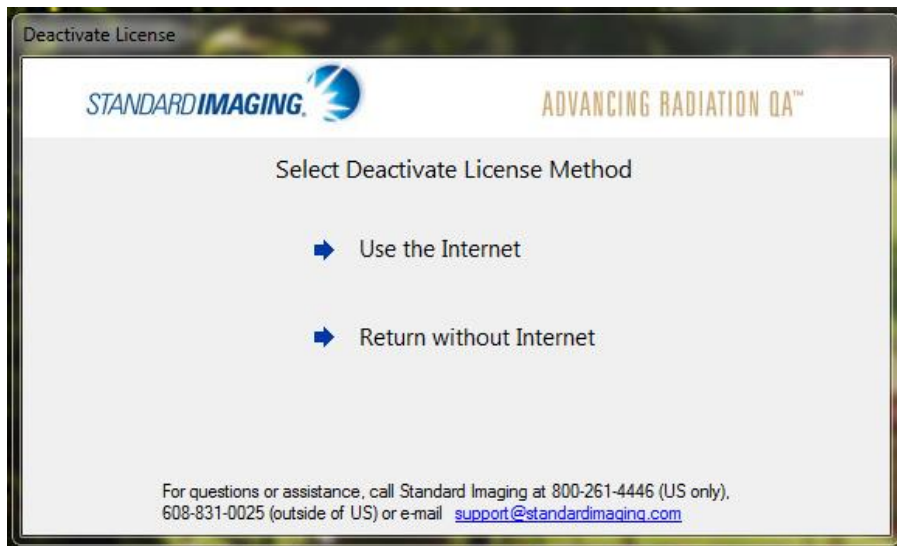 Deactivate License
STANDARD IMAGING.
ADVANCING RADIATION QA™
Select Deactivate License Method
Use the Internet
Return without Internet
For questions or assistance, call Standard Imaging at 800-261-4446 (US only),
608-831-0025 (outside of US) or e-mail support@standardimaging.com